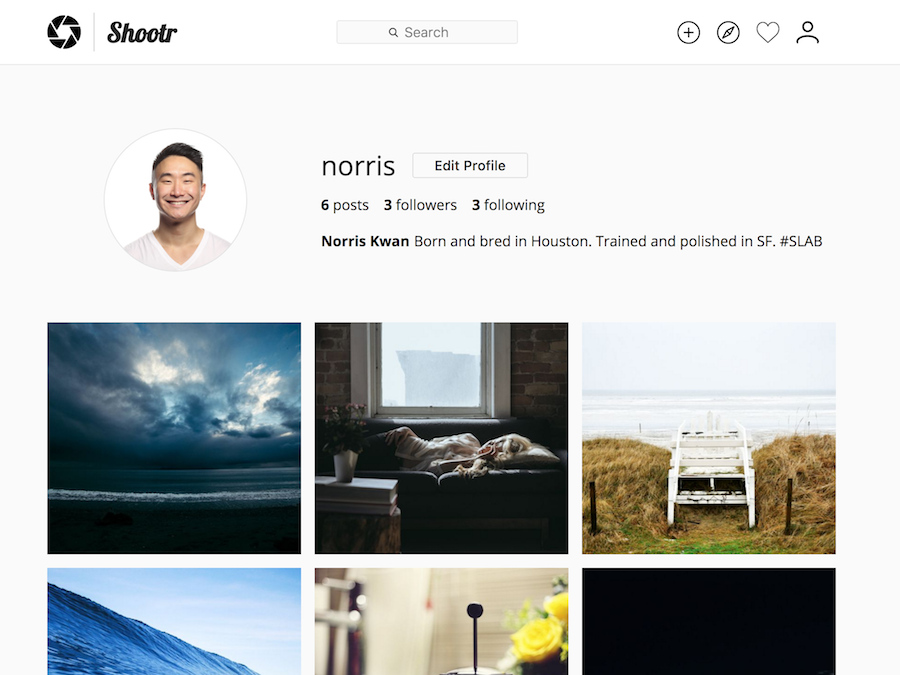 Shootr
Search
norris
Edit Profile
6 posts 3 followers 3 following
Norris Kwan Born and bred in Houston. Trained and polished in SF. #SLAB